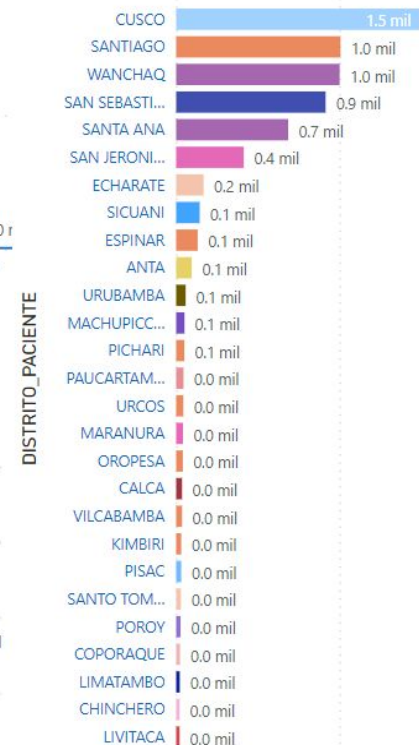 CUSCO 1.5 mil
SANTIAGO 1.0 mil
WANCHAQ 1.0 mil
SAN SEBASTI... 0.9 mil
SANTA ANA 0.7 mil
SAN JERONI... 0.4 mil
ECHARATE 0.2 mil
SICUANI 0.1 mil
ESPINAR 0.1 mil
ANTA 0.1 mil
URUBAMBA 0.1 mil
MACHUPICC... 0.1 mil
PICHARI 0.1 mil
PAUCARTAM... 0.0 mil
URCOS 0.0 mil
MARANURA 0.0 mil
OROPESA 0.0 mil
CALCA 0.0 mil
VILCABAMBA 0.0 mil
KIMBIRI 0.0 mil
PISAC 0.0 mil
SANTO TOM... 0.0 mil
POROY 0.0 mil
COPORAQUE 0.0 mil
LIMATAMBO 0.0 mil
CHINCHERO 0.0 mil
LIVITACA 0.0 mil
DISTRITO_PACIENTE